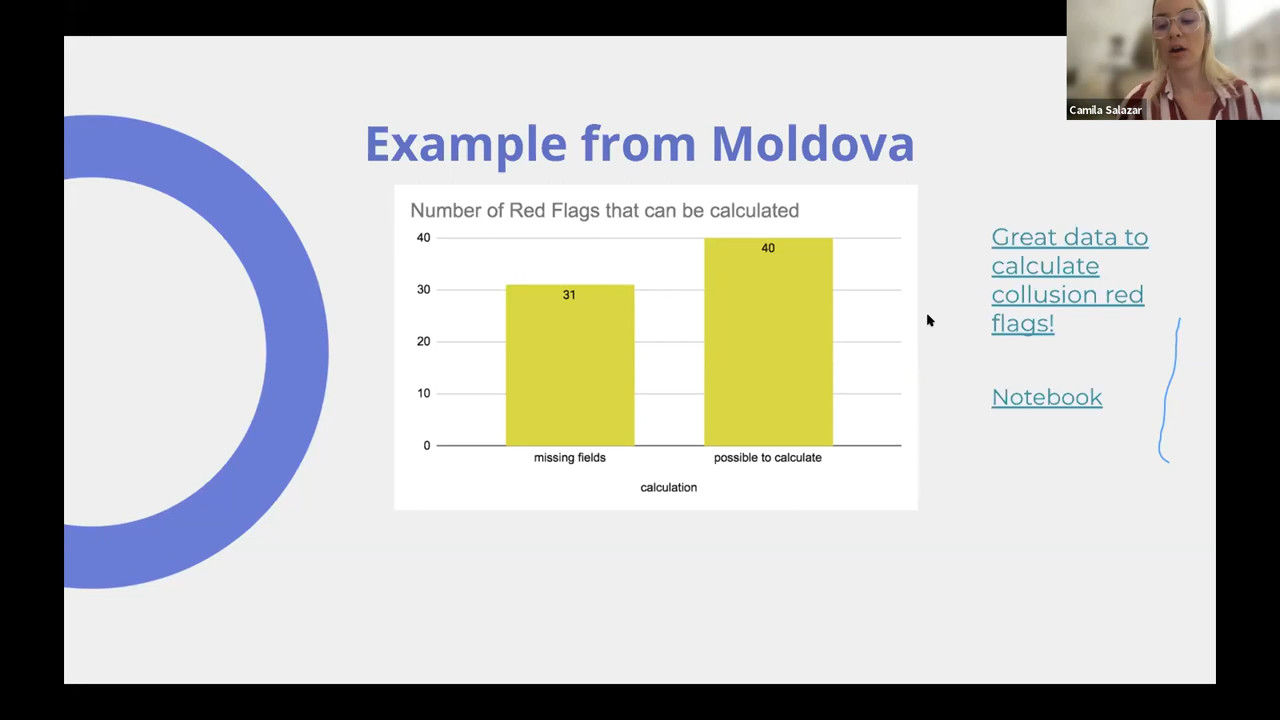 Camila Salazar
Example from Moldova
Number of Red Flags that can be calculated
40
30
20
10
0
31
40
missing fields
possible to calculate
calculation
Great data to
calculate
collusion red
flags!
Notebook